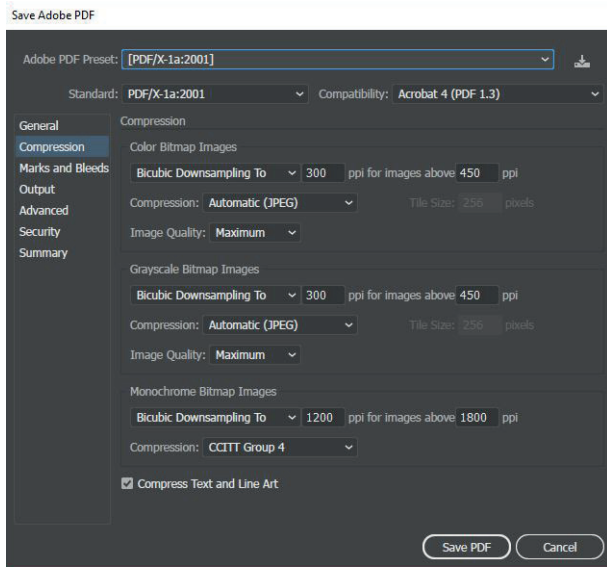 Save Adobe PDF
Adobe PDF Preset: [PDF/X-1a:2001]
Standard: PDF/X-1a:2001 Compatibility: Acrobat 4 (PDF 1.3)
General
Compression
Marks and Bleeds
Output
Advanced
Security
Summary
Compression
Color Bitmap Images
Bicubic Downsampling To 300 ppi for images above 450 ppi
Compression: Automatic (JPEG) Tile Size: 256 pixels
Image Quality: Maximum
Grayscale Bitmap Images
Bicubic Downsampling To 300 ppi for images above 450 ppi
Compression: Automatic (JPEG) Tile Size: 256 pixels
Image Quality: Maximum
Monochrome Bitmap Images
Bicubic Downsampling To 1200 ppi for images above 1800 ppi
Compression: CCITT Group 4
Compress Text and Line Art
Save PDF Cancel